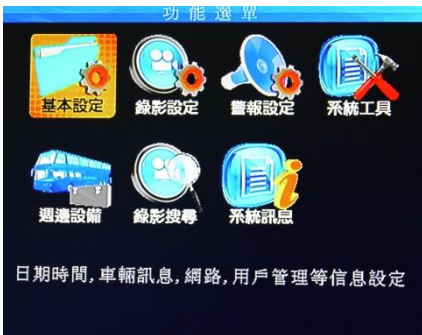 功能選單
基本設定 錄影設定 警報設定 系統工具
週邊設備 錄影搜尋 系統訊息
日期時間,車輛訊息,網路,用戶管理等信息設定